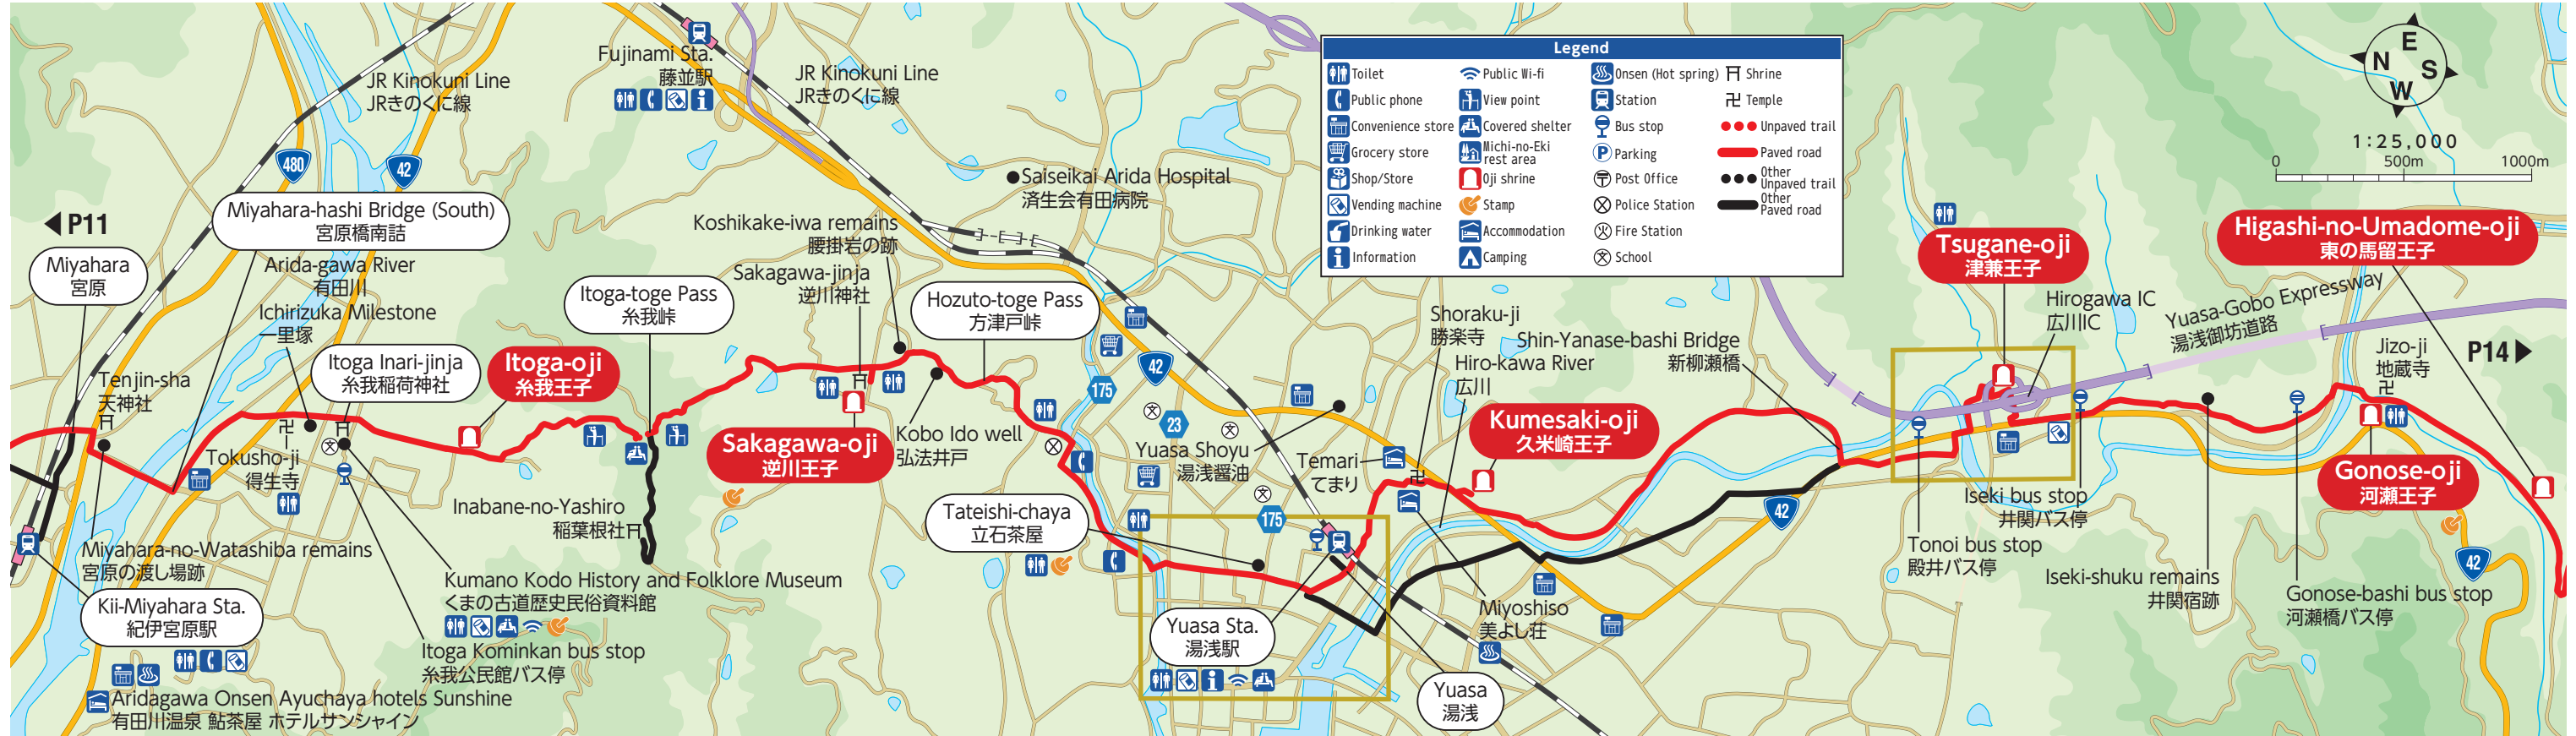 Legend
Toilet
Public phone
Convenience store
Grocery store
Shop/Store
Vending machine
Drinking water
Information
Public Wi-fi
View point
Covered shelter
Michi-no-Eki
rest area
Oji shrine
Stamp
Accommodation
Camping
Onsen (Hot spring)
Station
Bus stop
P Parking
Post Office
Police Station
Fire Station
School
Shrine
Temple
Unpaved trail
Paved road
Other
Unpaved trail
Other
Paved road
E
N
S
W
1:25,000
0 500m 1000m
◀P11
Miyahara
宮原
Tenjin-sha
天神社
Miyahara-no-Watashiba remains
宮原の渡し場跡
Kii-Miyahara Sta.
紀伊宮原駅
Aridagawa Onsen Ayuchaya hotels Sunshine
有田川温泉 鮎茶屋 ホテルサンシャイン
JR Kinokuni Line
JRきのくに線
480
42
Miyahara-hashi Bridge (South)
宮原橋南詰
Arida-gawa River
有田川
Ichirizuka Milestone
一里塚
Itoga Inari-jinja
糸我稲荷神社
Tokusho-ji
得生寺
Itoga-oji
糸我王子
Kumano Kodo History and Folklore Museum
くまの古道歴史民俗資料館
Itoga Kominkan bus stop
糸我公民館バス停
Itoga-toge Pass
糸我峠
Inabane-no-Yashiro
稲葉根社
Fujinami Sta.
藤並駅
JR Kinokuni Line
JRきのくに線
Saiseikai Arida Hospital
済生会有田病院
Koshikake-iwa remains
腰掛岩の跡
Sakagawa-jinja
逆川神社
Sakagawa-oji
逆川王子
Hozuto-toge Pass
方津戸峠
Kobo Ido well
弘法井戸
42
175
23
175
Yuasa Shoyu
湯浅醤油
Tateishi-chaya
立石茶屋
Temari
てまり
Yuasa Sta.
湯浅駅
Yuasa
湯浅
Shoraku-ji
勝楽寺
Hiro-kawa River
広川
Miyoshiso
美よし荘
Kumesaki-oji
久米崎王子
Shin-Yanase-bashi Bridge
新柳瀬橋
42
Tsugane-oji
津兼王子
Hirogawa IC
広川IC
Yuasa-Gobo Expressway
湯浅御坊道路
Tonoi bus stop
殿井バス停
Iseki bus stop
井関バス停
Iseki-shuku remains
井関宿跡
Gonose-bashi bus stop
河瀬橋バス停
Higashi-no-Umadome-oji
東の馬留王子
Jizo-ji
地蔵寺
P14▶
Gonose-oji
河瀬王子
42